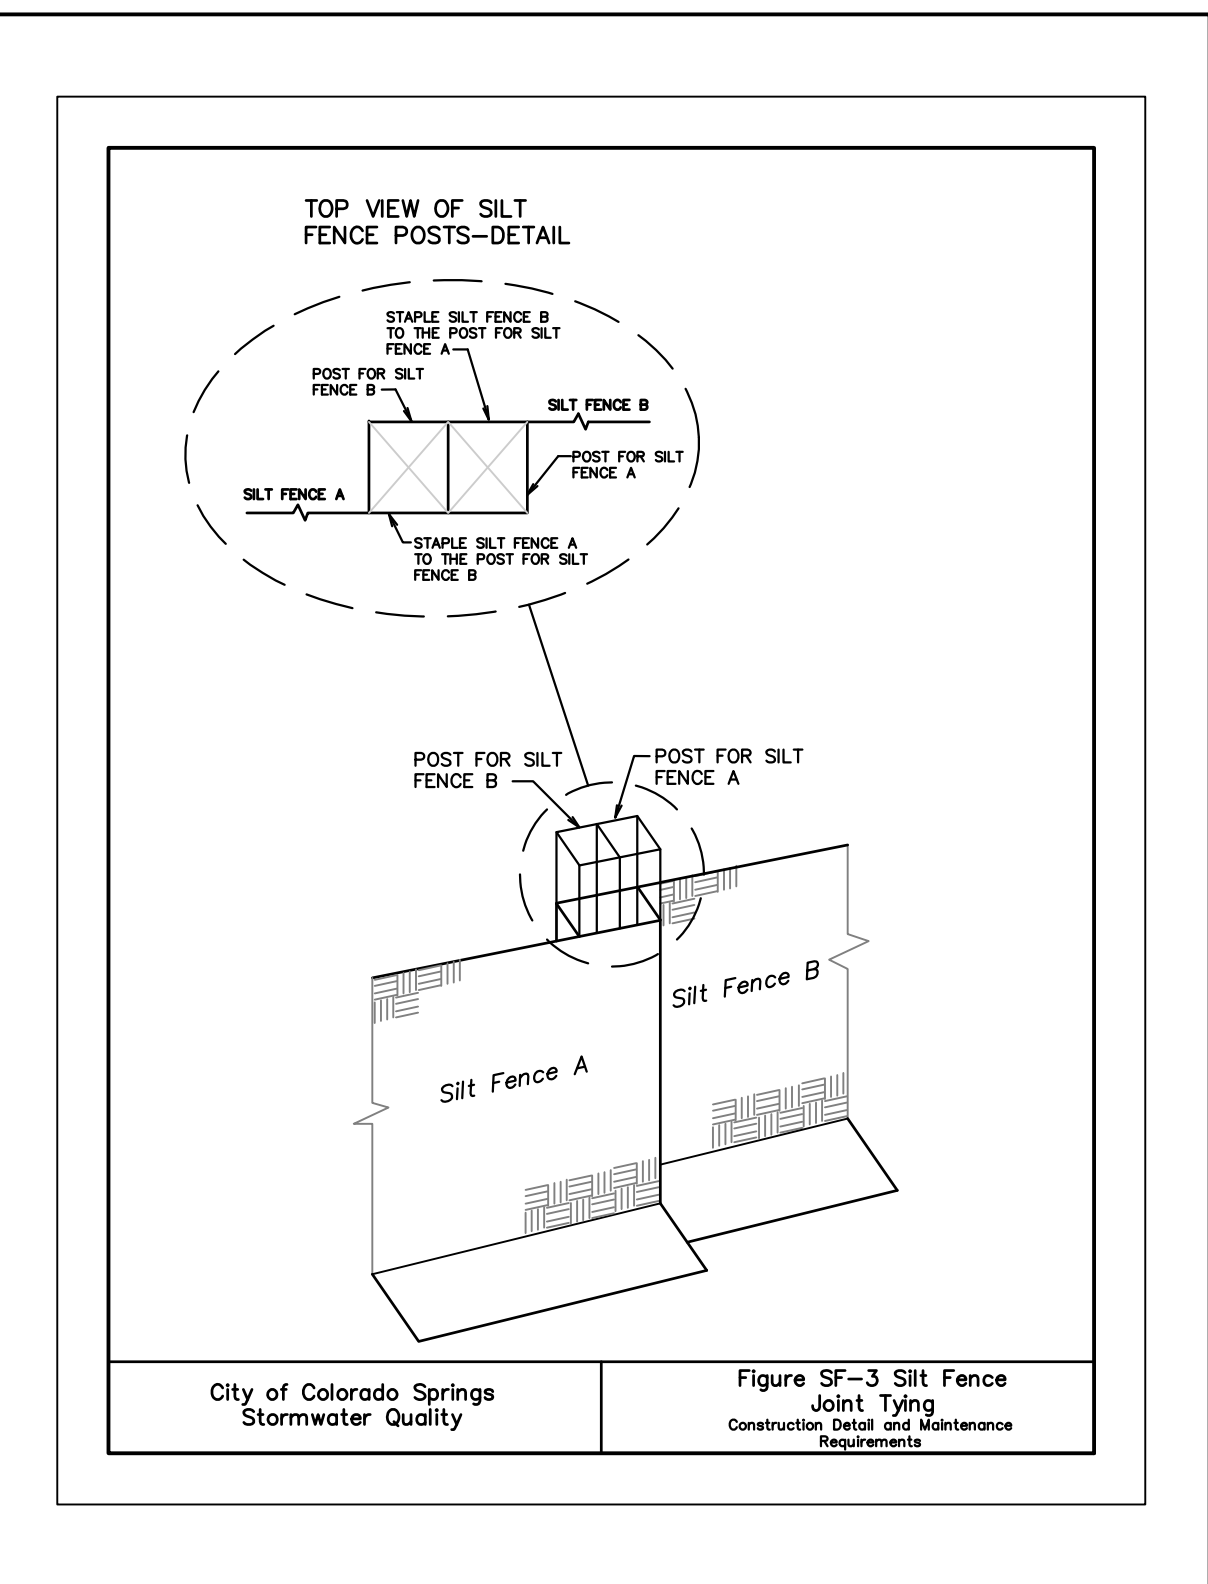 TOP VIEW OF SILT
FENCE POSTS-DETAIL
STAPLE SILT FENCE B
TO THE POST FOR SILT
FENCE A
POST FOR SILT
FENCE B
SILT FENCE B
POST FOR SILT
FENCE A
SILT FENCE A
STAPLE SILT FENCE A
TO THE POST FOR SILT
FENCE B
POST FOR SILT
FENCE B
POST FOR SILT
FENCE A
Silt Fence B
Silt Fence A
City of Colorado Springs
Stormwater Quality
Figure SF-3 Silt Fence
Joint Tying
Construction Detail and Maintenance
Requirements